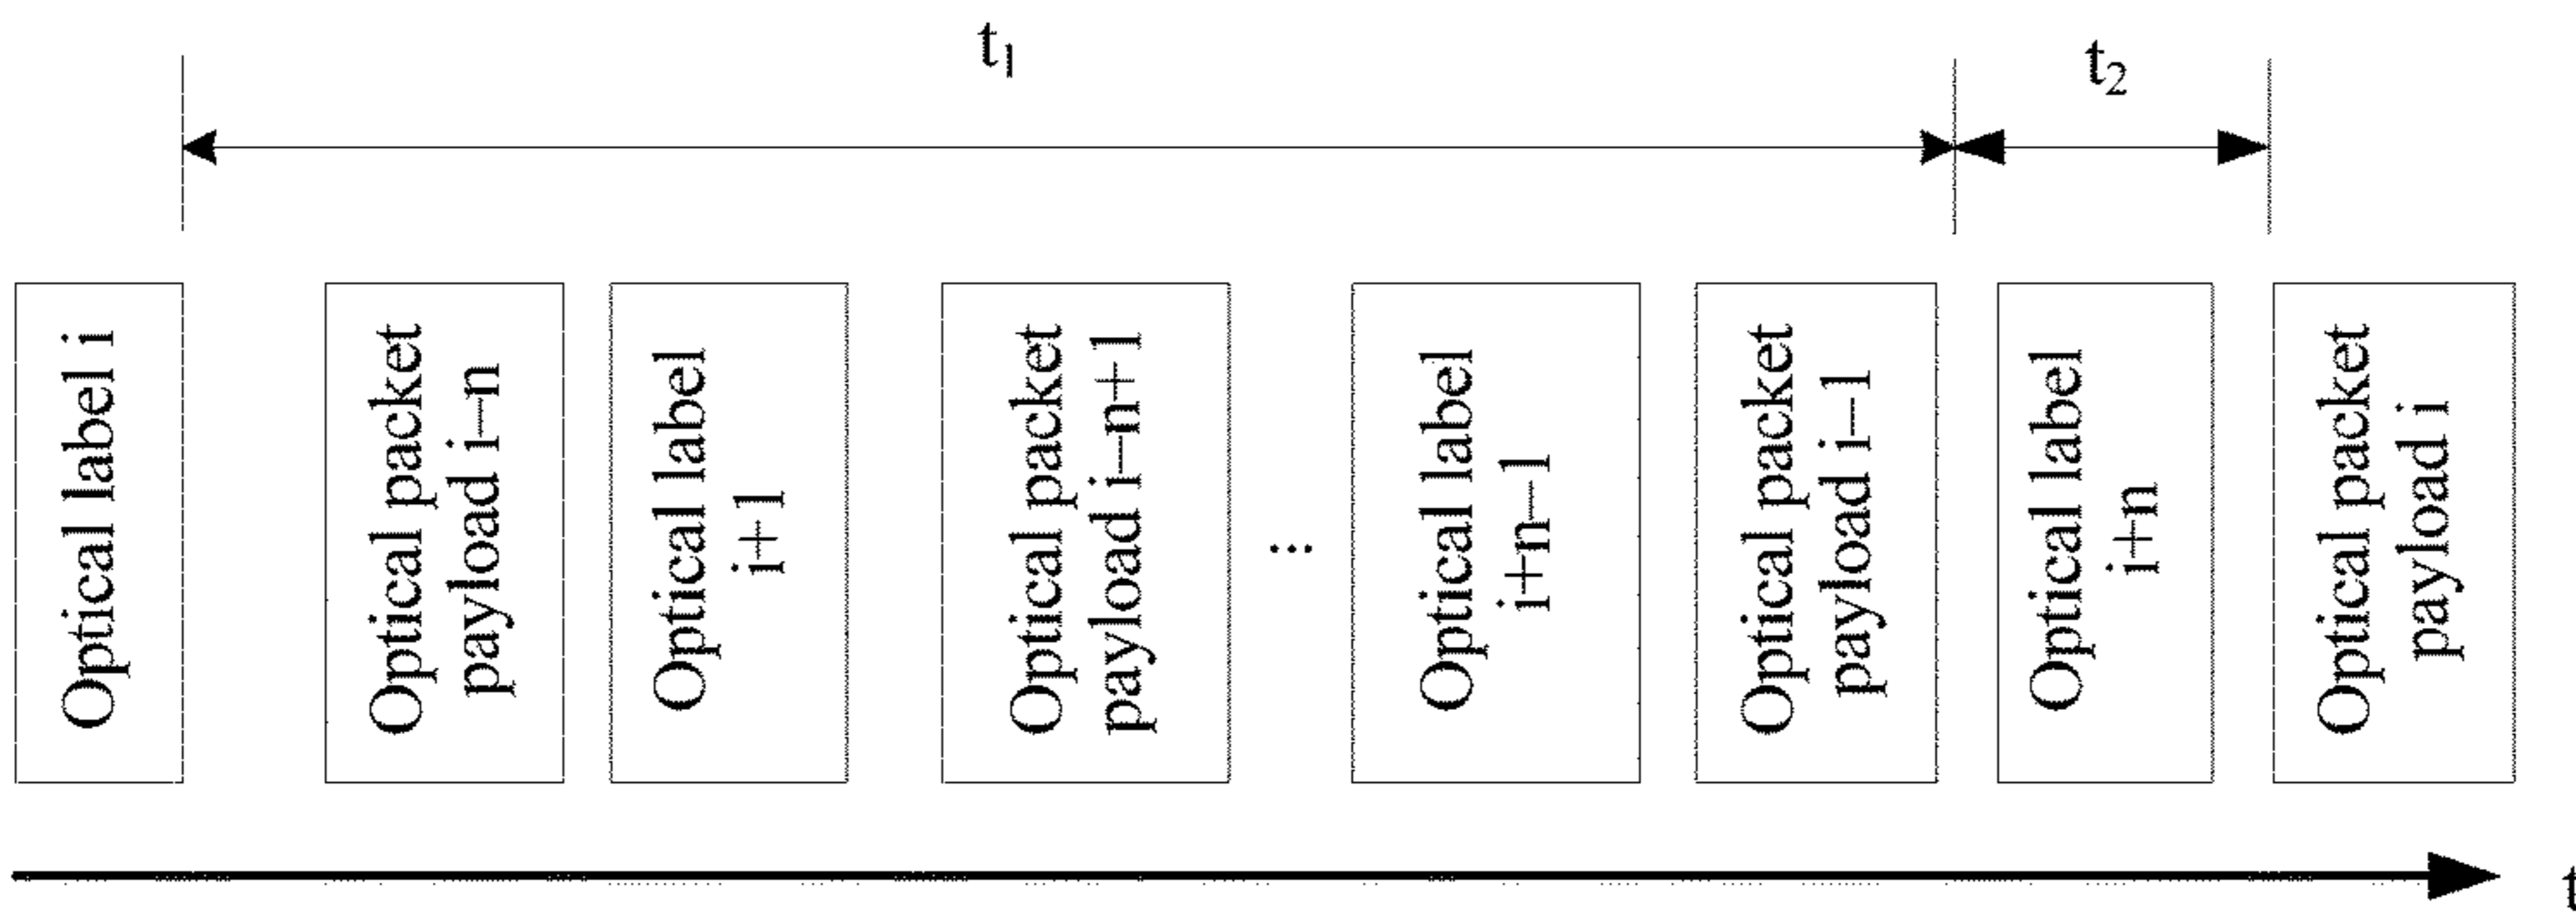 t₁
t₂
Optical label i
Optical packet
payload i–n
Optical label
i+1
Optical packet
payload i–n+1
...
Optical label
i+n–1
Optical packet
payload i–1
Optical label
i+n
Optical packet
payload i
t